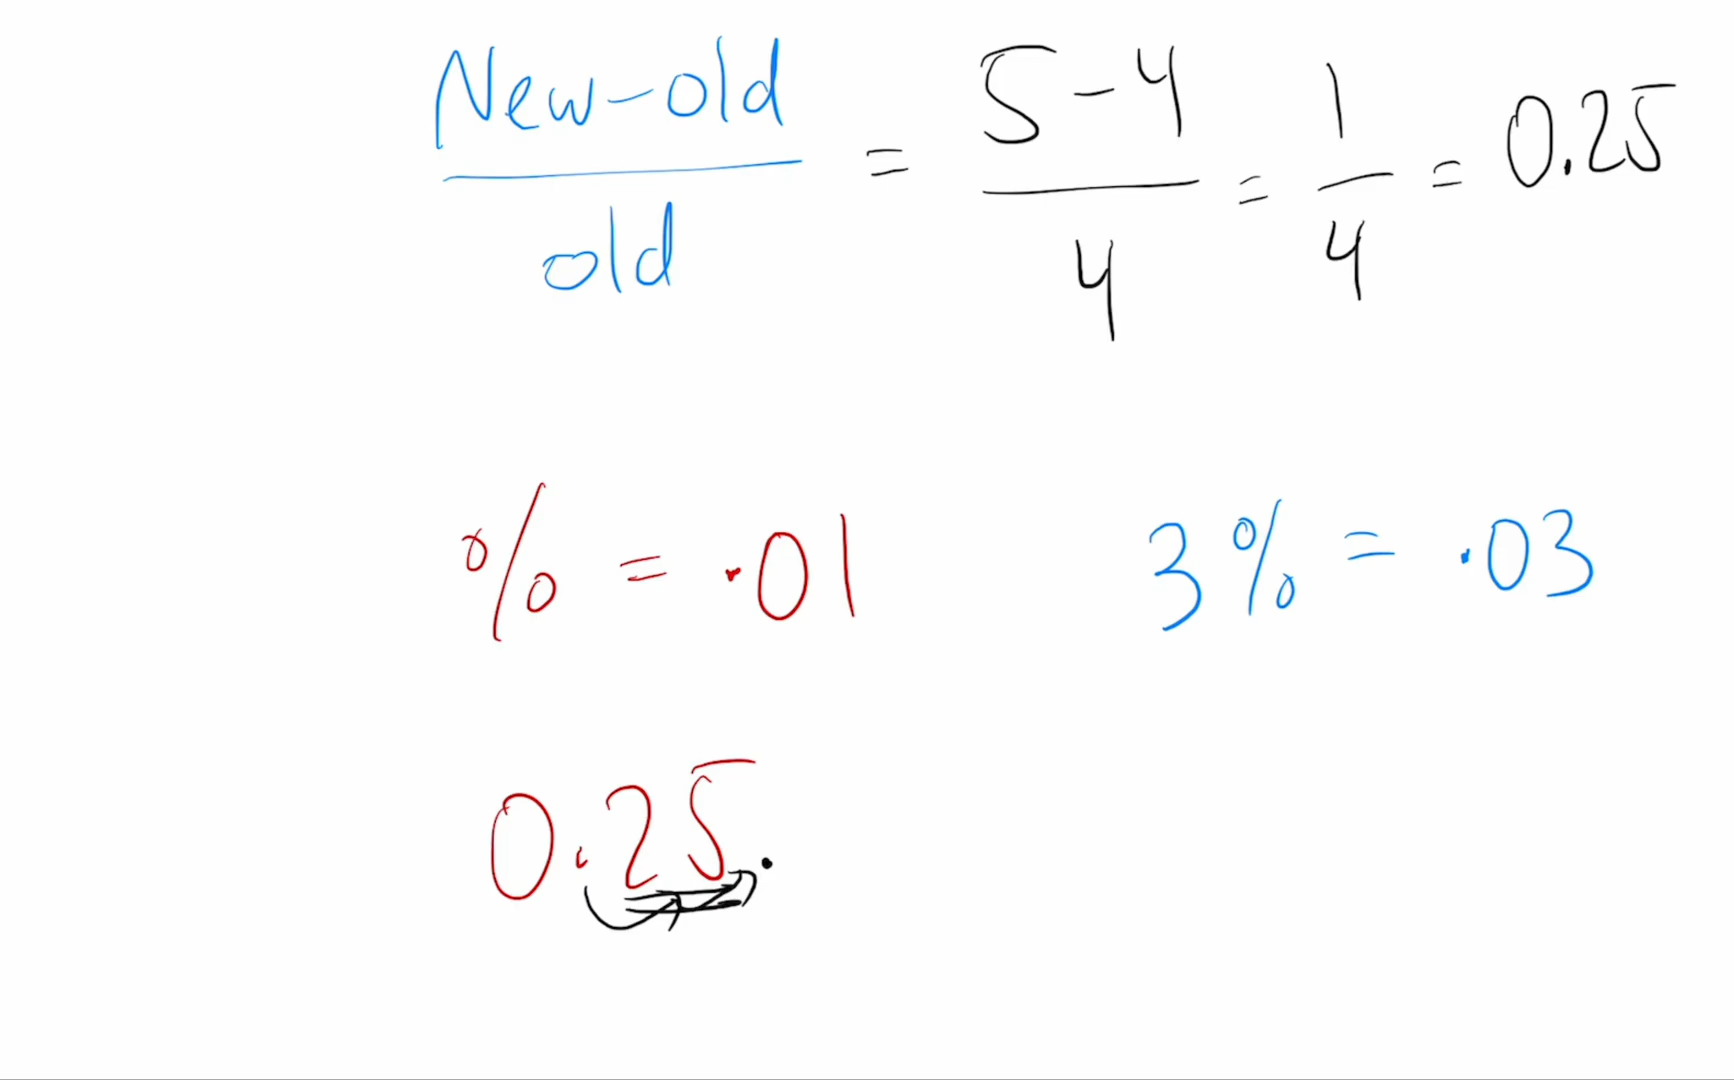 New-old = 5-4 = 1 = 0.25
old 4 4
% = .01 3% = .03
0.25.